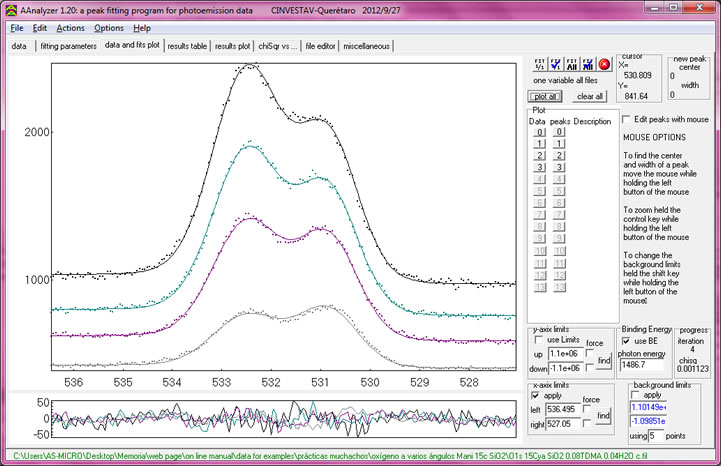 AAnalyzer 1.20: a peak fitting program for photoemission data CINVESTAV-Querétaro 2012/9/27
File Edit Actions Options Help
data fitting parameters data and fits plot results table results plot chiSqr vs ... file editor miscellaneous
FIT 1/1 FIT 1/1 FIT All FIT All
one variable all files
plot all clear all
cursor
X=
530.809
Y=
841.64
new peak
center
0
width
0
Plot
Data peaks Description
0 0
1 1
2 2
3 3
4 4
5 5
6 6
7 7
8 8
9 9
10 10
11 11
12 12
13 13
Edit peaks with mouse
MOUSE OPTIONS
To find the center
and width of a peak
move the mouse while
holding the left
button of the mouse
To zoom held the
control key while
holding the left
button of the mouse
To change the
background limits
held the shift key
while holding the
left button of the
mouse
2000
1000
536 535 534 533 532 531 530 529 528
50
0
-50
y-axis limits
use Limits force
up 1.1e+06
down -1.1e+06
find
Binding Energy
use BE
photon energy
1486.7
progress
iteration
4
chisq
0.001123
x-axis limits
apply force
left 536.495
right 527.05
find
background limits
apply
1.10149e+
-1.09851e
using 5 points
C:\Users\AS-MICRO\Desktop\Memoria\web page\on line manual\data for examples\prácticas muchachos\oxígeno a varios ángulos Mani 15c SiO2\O1s 15Cya SiO2 0.08TDMA 0.04H2O c.fil